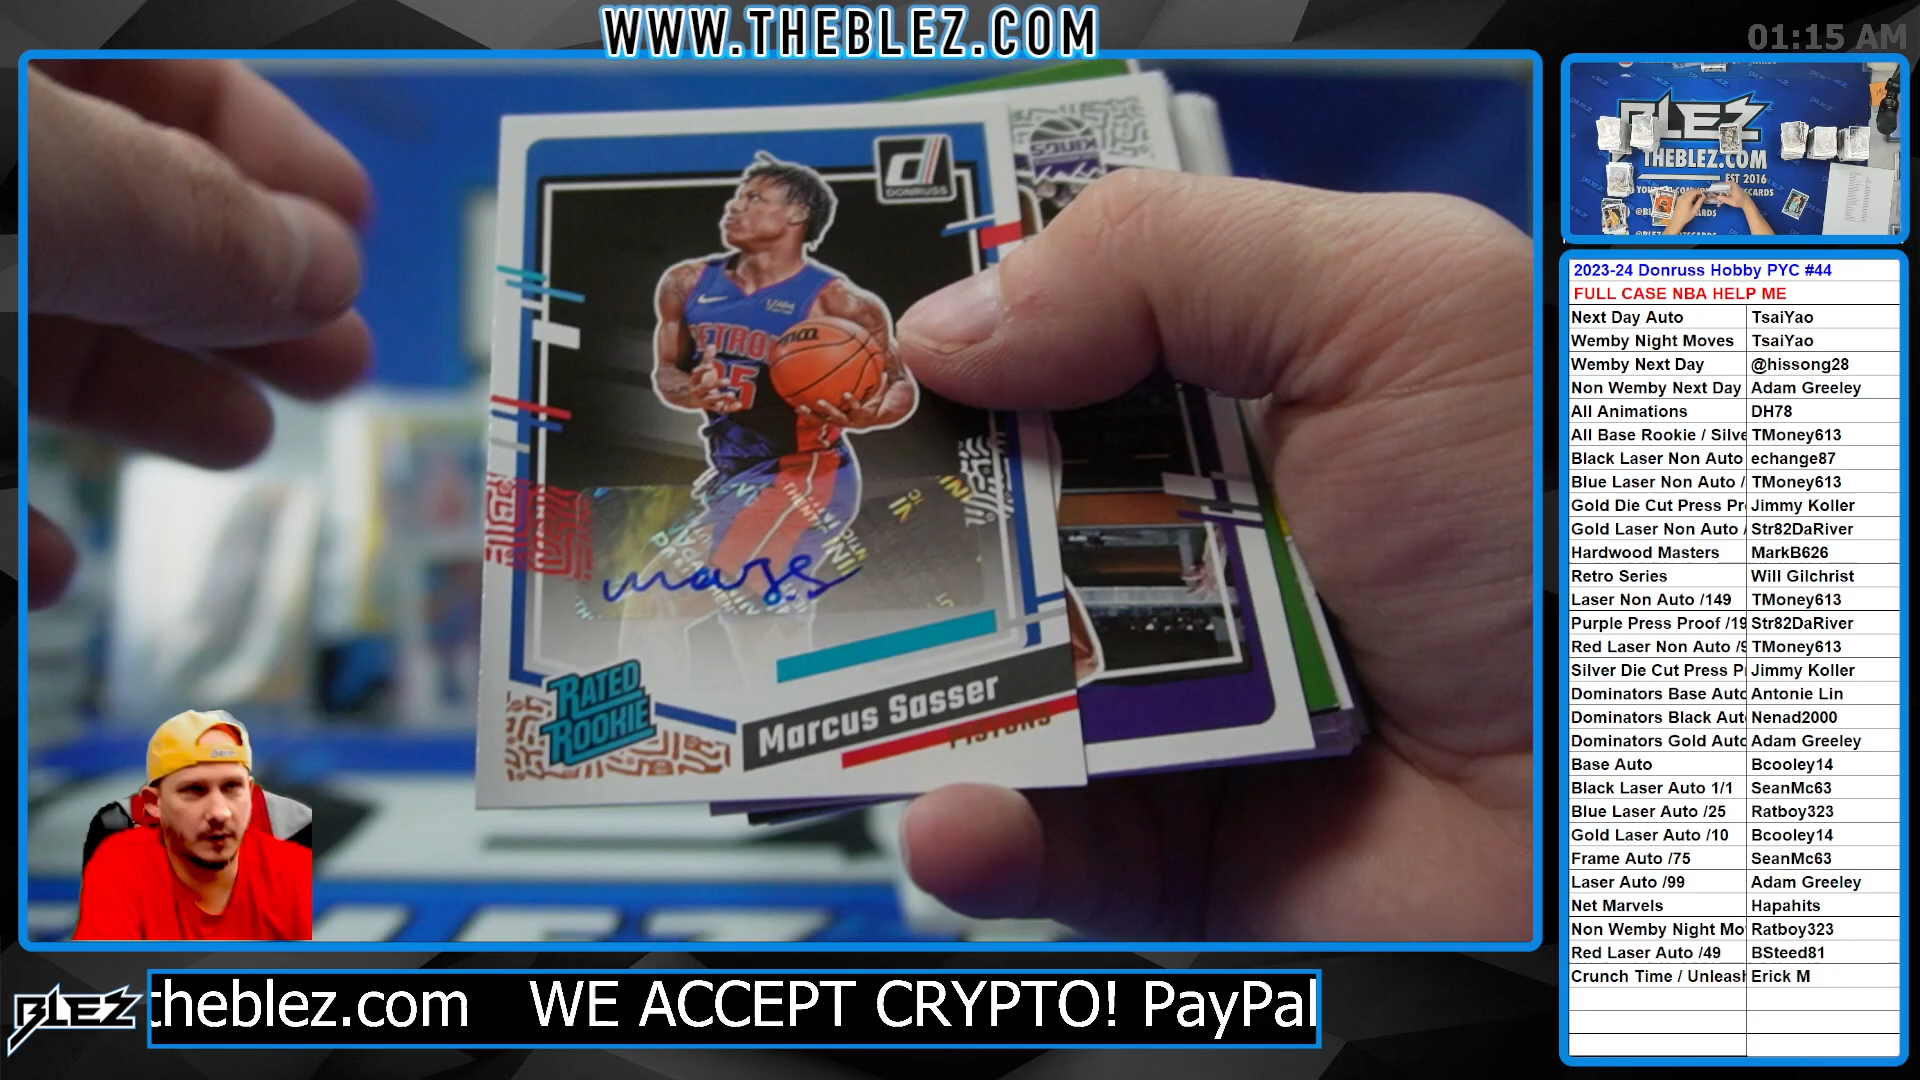 WWW.THEBLEZ.COM
01:15 AM
DONRUSS
KINGS
DETROIT
25
Marcus Sasser
PISTONS
RATED
ROOKIE
BLEZ
THEBLEZ.COM
EST 2016
2023-24 Donruss Hobby PYC #44
FULL CASE NBA HELP ME
Next Day Auto TsaiYao
Wemby Night Moves TsaiYao
Wemby Next Day @hissong28
Non Wemby Next Day Adam Greeley
All Animations DH78
All Base Rookie / Silve TMoney613
Black Laser Non Auto echange87
Blue Laser Non Auto / TMoney613
Gold Die Cut Press Pr Jimmy Koller
Gold Laser Non Auto / Str82DaRiver
Hardwood Masters MarkB626
Retro Series Will Gilchrist
Laser Non Auto /149 TMoney613
Purple Press Proof /19 Str82DaRiver
Red Laser Non Auto /9 TMoney613
Silver Die Cut Press P Jimmy Koller
Dominators Base Auto Antonie Lin
Dominators Black Aut Nenad2000
Dominators Gold Auto Adam Greeley
Base Auto Bcooley14
Black Laser Auto 1/1 SeanMc63
Blue Laser Auto /25 Ratboy323
Gold Laser Auto /10 Bcooley14
Frame Auto /75 SeanMc63
Laser Auto /99 Adam Greeley
Net Marvels Hapahits
Non Wemby Night Mo Ratboy323
Red Laser Auto /49 BSteed81
Crunch Time / Unleash Erick M
BLEZ
theblez.com WE ACCEPT CRYPTO! PayPal